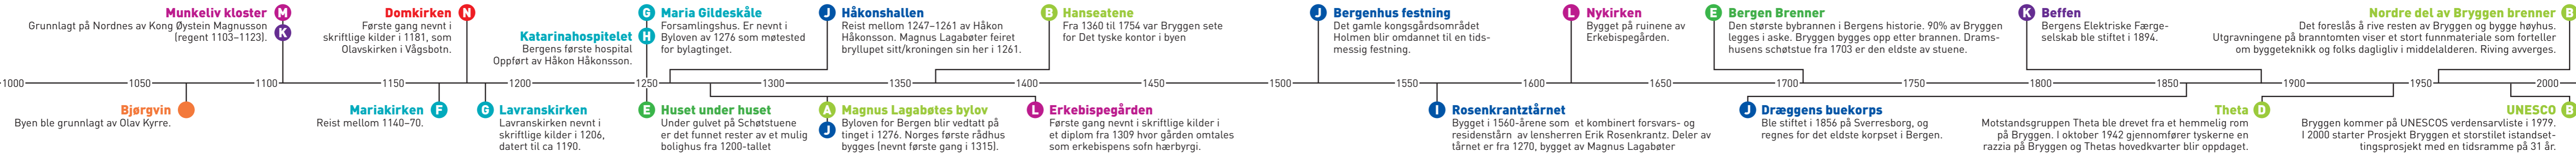 Munkeliv kloster M
Grunnlagt på Nordnes av Kong Øystein Magnusson K
(regent 1103–1123).
Domkirken N
Første gang nevnt i
skriftlige kilder i 1181, som
Olavskirken i Vågsbotn.
G Maria Gildeskåle
Forsamlingshus. Er nevnt i
Byloven av 1276 som møtested
for bylagtinget.
Katarinahospitelet H
Bergens første hospital
Oppført av Håkon Håkonsson.
J Håkonshallen
Reist mellom 1247–1261 av Håkon
Håkonsson. Magnus Lagabøter feiret
bryllupet sitt/kroningen sin her i 1261.
B Hanseatene
Fra 1360 til 1754 var Bryggen sete
for Det tyske kontor i byen
J Bergenhus festning
Det gamle kongsgårdsområdet
Holmen blir omdannet til en tids-
messig festning.
L Nykirken
Bygget på ruinene av
Erkebispegården.
E Bergen Brenner
Den største bybrannen i Bergens historie. 90% av Bryggen
legges i aske. Bryggen bygges opp etter brannen. Drams-
husens schøtstue fra 1703 er den eldste av stuene.
K Beffen
Bergens Elektriske Færge-
selskab ble stiftet i 1894.
Nordre del av Bryggen brenner B
Det foreslås å rive resten av Bryggen og bygge høyhus.
Utgravningene på branntomten viser et stort funnmateriale som forteller
om byggeteknikk og folks dagligliv i middelalderen. Riving avverges.
1000 1050 1100 1150 1200 1250 1300 1350 1400 1450 1500 1550 1600 1650 1700 1750 1800 1850 1900 1950 2000
Bjørgvin
Byen ble grunnlagt av Olav Kyrre.
Mariakirken F
Reist mellom 1140–70.
G Lavranskirken
Lavranskirken nevnt i
skriftlige kilder i 1206,
datert til ca 1190.
E Huset under huset
Under gulvet på Schøtstuene
er det funnet rester av et mulig
bolighus fra 1200-tallet
A Magnus Lagabøtes bylov
J Byloven for Bergen blir vedtatt på
tinget i 1276. Norges første rådhus
bygges (nevnt første gang i 1315).
L Erkebispegården
Første gang nevnt i skriftlige kilder i
et diplom fra 1309 hvor gården omtales
som erkebispens sofn hærbyrgi.
I Rosenkrantztårnet
Bygget i 1560-årene som et kombinert forsvars- og
residenstårn av lensherren Erik Rosenkrantz. Deler av
tårnet er fra 1270, bygget av Magnus Lagabøter
J Dræggens buekorps
Ble stiftet i 1856 på Sverresborg, og
regnes for det eldste korpset i Bergen.
Theta D
Motstandsgruppen Theta ble drevet fra et hemmelig rom
på Bryggen. I oktober 1942 gjennomfører tyskerne en
razzia på Bryggen og Thetas hovedkvarter blir oppdaget.
UNESCO B
Bryggen kommer på UNESCOS verdensarvliste i 1979.
I 2000 starter Prosjekt Bryggen et storstilet istandset-
tingsprosjekt med en tidsramme på 31 år.